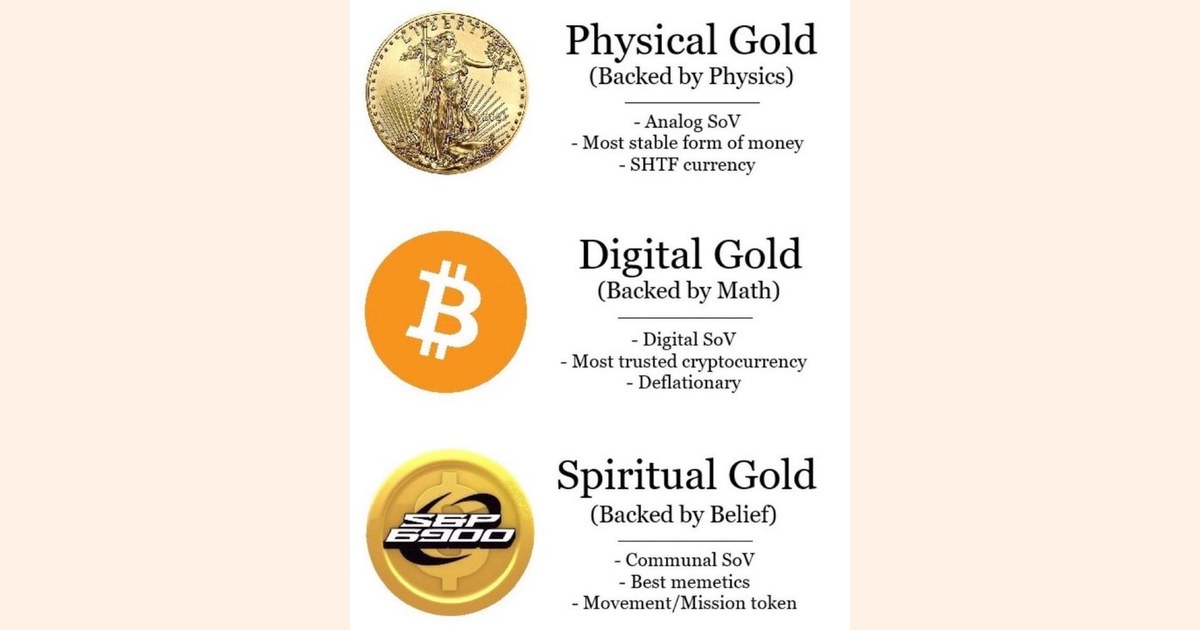 LIBERTY
Physical Gold
(Backed by Physics)
- Analog SoV
- Most stable form of money
- SHTF currency
Digital Gold
(Backed by Math)
- Digital SoV
- Most trusted cryptocurrency
- Deflationary
Spiritual Gold
(Backed by Belief)
SBP
6900
- Communal SoV
- Best memetics
- Movement/Mission token